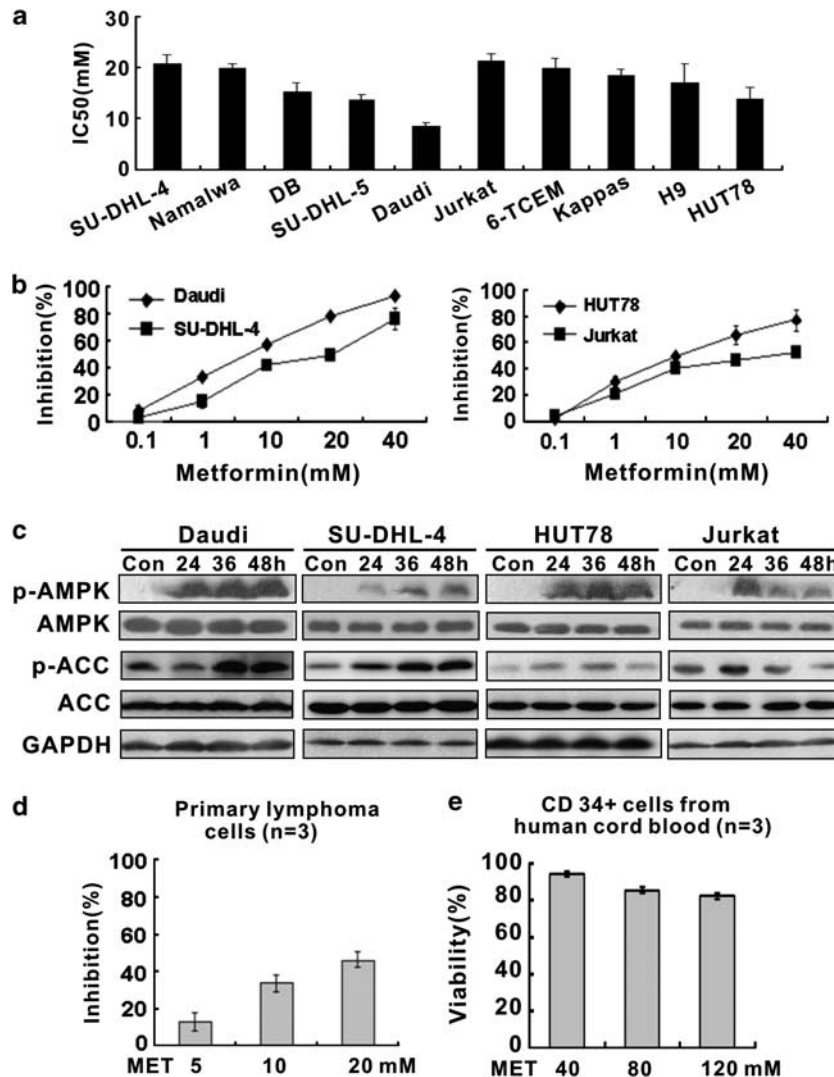 a
IC50(mM)
30
20
10
0
SU-DHL-4
Namalwa
DB
SU-DHL-5
Daudi
Jurkat
6-TCEM
Kappas
H9
HUT78
b
Inhibition(%)
100
80
60
40
20
0
Daudi
SU-DHL-4
0.1 1 10 20 40
Metformin(mM)
Inhibition(%)
100
80
60
40
20
0
HUT78
Jurkat
0.1 1 10 20 40
Metformin(mM)
c
Daudi SU-DHL-4 HUT78 Jurkat
Con 24 36 48h Con 24 36 48h Con 24 36 48h Con 24 36 48h
p-AMPK
AMPK
p-ACC
ACC
GAPDH
d
Primary lymphoma
cells (n=3)
Inhibition(%)
100
80
60
40
20
0
MET 5 10 20 mM
e
CD 34+ cells from
human cord blood (n=3)
Viability(%)
100
80
60
40
20
0
MET 40 80 120 mM